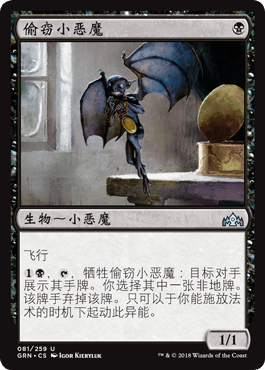 偷窃小恶魔
生物～小恶魔
飞行
1，，牺牲偷窃小恶魔：目标对手
展示其手牌。你选择其中一张非地牌。
该牌手弃掉该牌。只可以于你能施放法
术的时机下起动此异能。
1/1
081/259 U
GRN • CS IGOR KIERYLUK
™ & © 2018 Wizards of the Coast